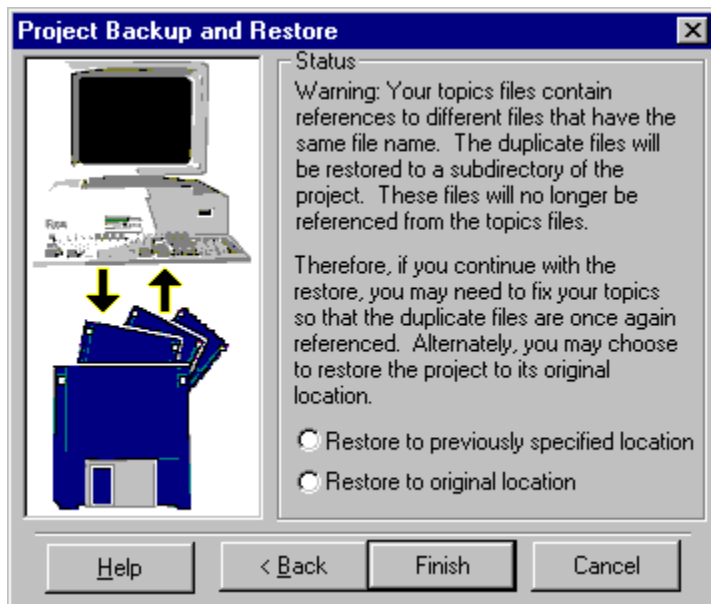 Project Backup and Restore
Status
Warning: Your topics files contain
references to different files that have the
same file name. The duplicate files will
be restored to a subdirectory of the
project. These files will no longer be
referenced from the topics files.
Therefore, if you continue with the
restore, you may need to fix your topics
so that the duplicate files are once again
referenced. Alternately, you may choose
to restore the project to its original
location.
Restore to previously specified location
Restore to original location
Help
< Back
Finish
Cancel